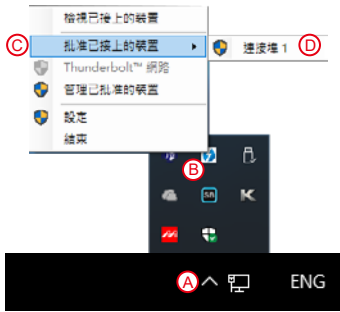 檢視已接上的裝置
C 批准已接上的裝置 連接埠 1 D
Thunderbolt™ 網路
管理已批准的裝置
設定
結束
B
SR
K
A ENG